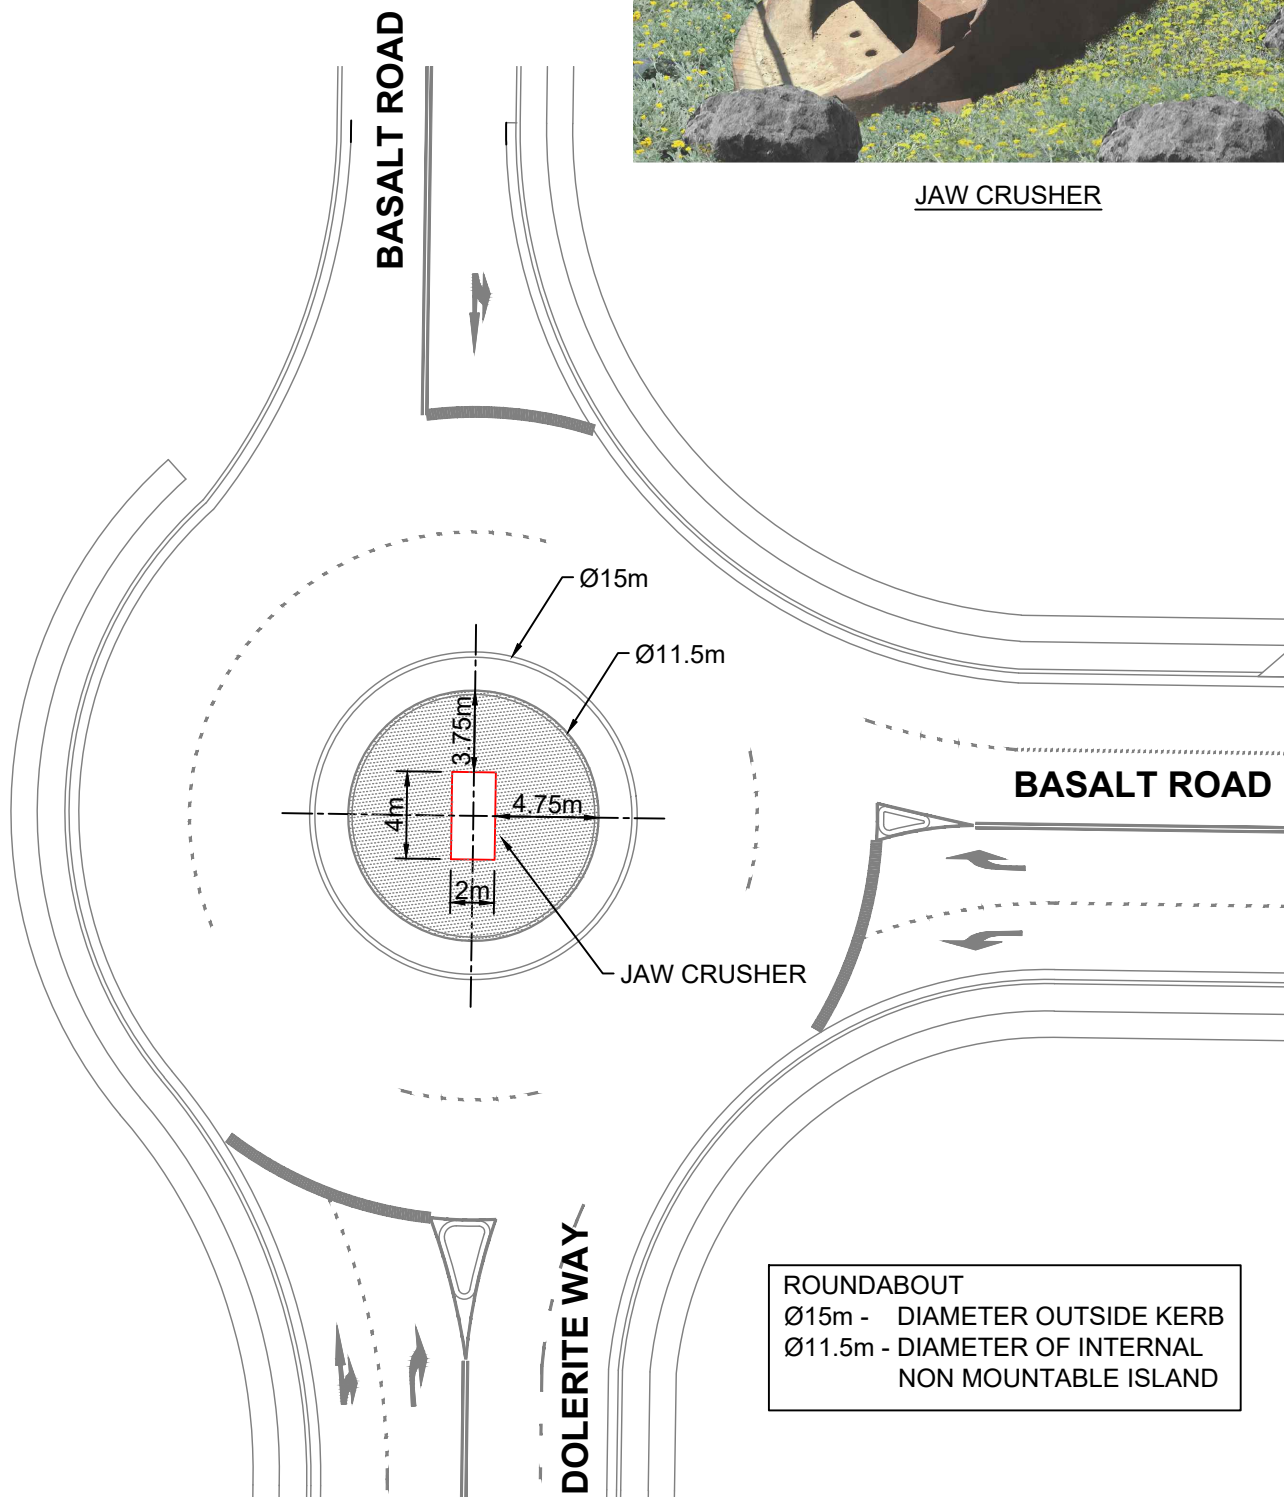 BASALT ROAD
JAW CRUSHER
Ø15m
Ø11.5m
3.75m
4m
4.75m
2m
JAW CRUSHER
BASALT ROAD
DOLERITE WAY
ROUNDABOUT
Ø15m - DIAMETER OUTSIDE KERB
Ø11.5m - DIAMETER OF INTERNAL
NON MOUNTABLE ISLAND